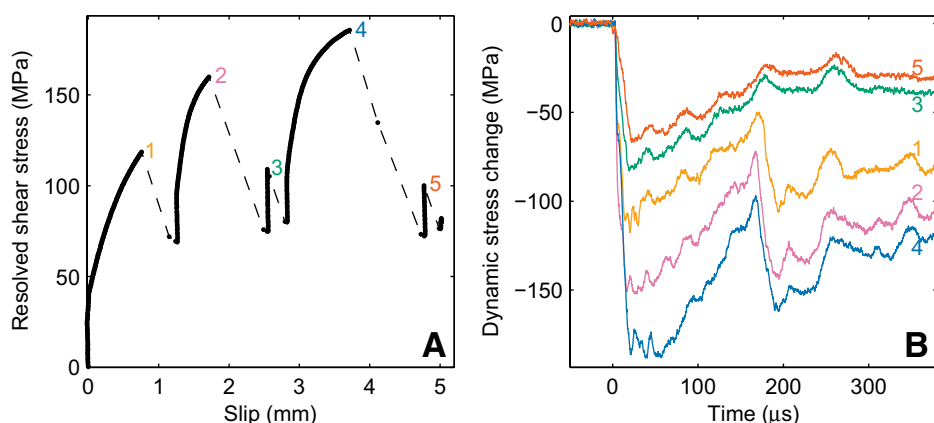 Resolved shear stress (MPa)
150
100
50
0
0 1 2 3 4 5
Slip (mm)
1
2
3
4
5
A
Dynamic stress change (MPa)
0
−50
−100
−150
0 100 200 300
Time (μs)
5
3
1
2
4
B